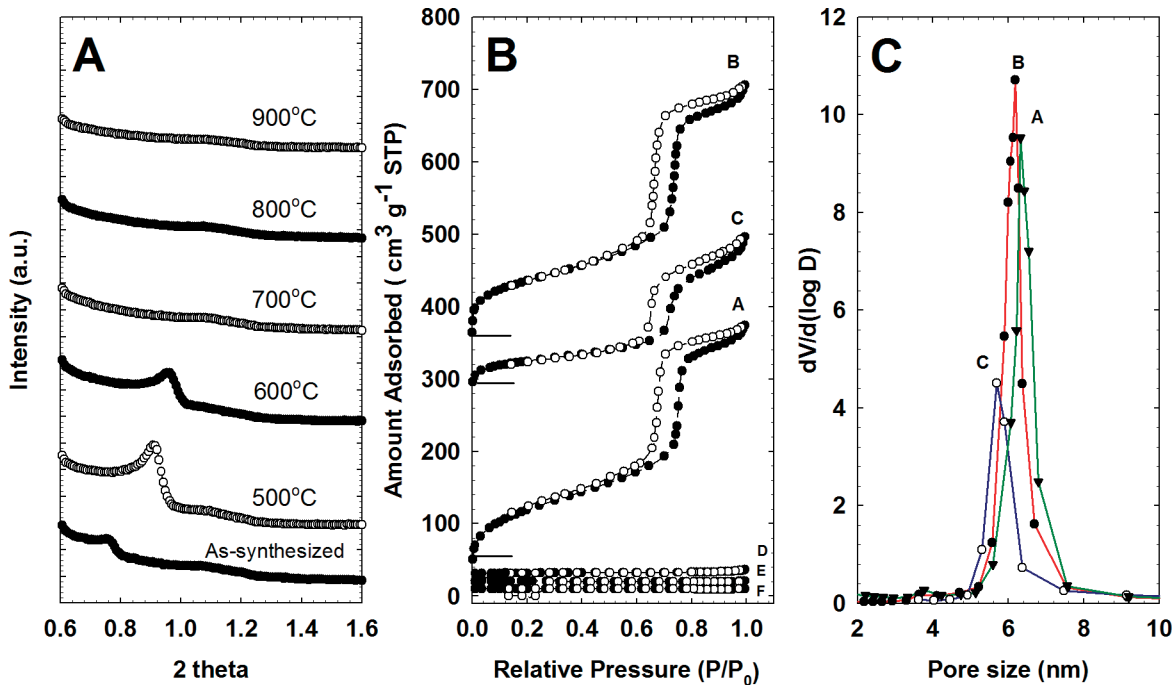 A
Intensity (a.u.)
900°C
800°C
700°C
600°C
500°C
As-synthesized
0.6 0.8 1.0 1.2 1.4 1.6
2 theta
B
Amount Adsorbed ( cm³ g⁻¹ STP)
800
700
600
500
400
300
200
100
0
B
C
A
D
E
F
0.0 0.2 0.4 0.6 0.8 1.0
Relative Pressure (P/P₀)
C
dV/d(log D)
12
10
8
6
4
2
0
B
A
C
2 4 6 8 10
Pore size (nm)